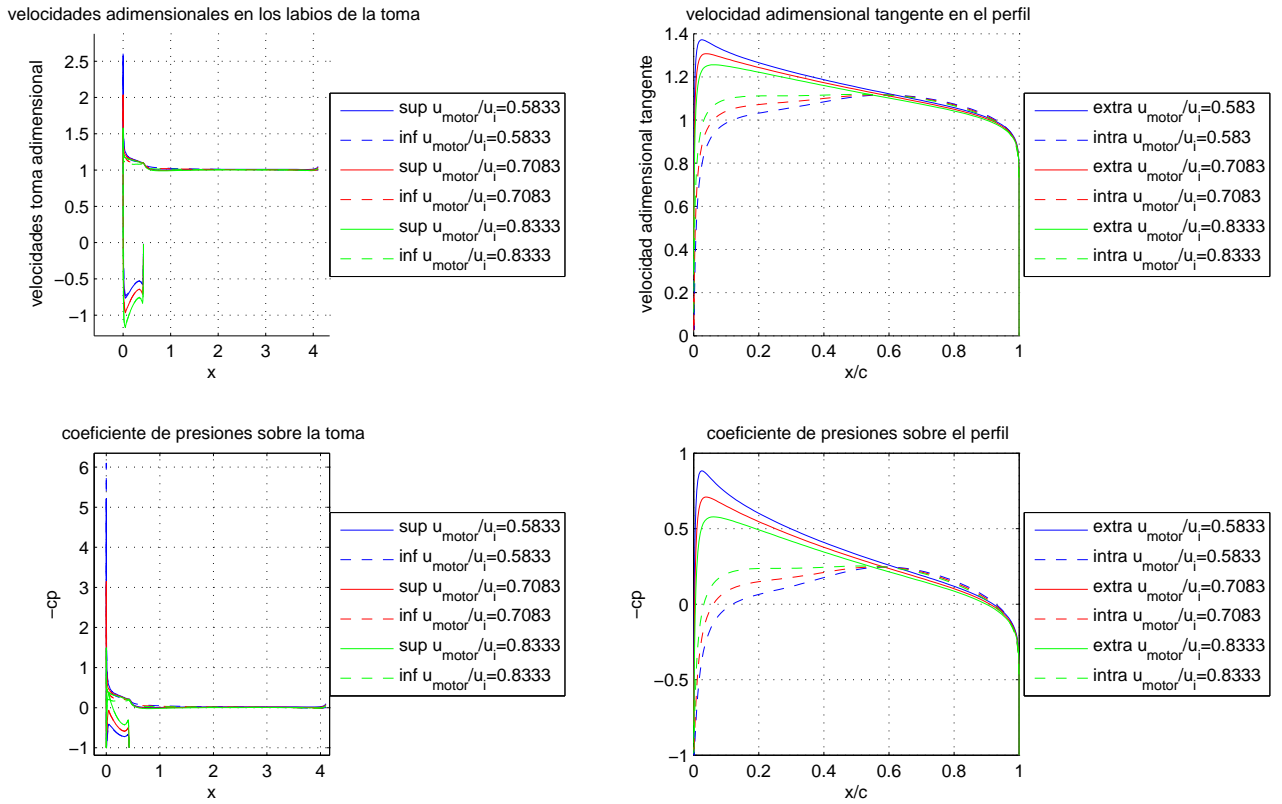 velocidades adimensionales en los labios de la toma
velocidades toma adimensional
2.5
2
1.5
1
0.5
0
−0.5
−1
0 1 2 3 4
x
sup u_motor/u_i=0.5833
inf u_motor/u_i=0.5833
sup u_motor/u_i=0.7083
inf u_motor/u_i=0.7083
sup u_motor/u_i=0.8333
inf u_motor/u_i=0.8333
velocidad adimensional tangente en el perfil
velocidad adimensional tangente
1.4
1.2
1
0.8
0.6
0.4
0.2
0
0 0.2 0.4 0.6 0.8 1
x/c
extra u_motor/u_i=0.583
intra u_motor/u_i=0.583
extra u_motor/u_i=0.7083
intra u_motor/u_i=0.7083
extra u_motor/u_i=0.8333
intra u_motor/u_i=0.8333
coeficiente de presiones sobre la toma
−cp
6
5
4
3
2
1
0
−1
0 1 2 3 4
x
sup u_motor/u_i=0.5833
inf u_motor/u_i=0.5833
sup u_motor/u_i=0.7083
inf u_motor/u_i=0.7083
sup u_motor/u_i=0.8333
inf u_motor/u_i=0.8333
coeficiente de presiones sobre el perfil
−cp
1
0.5
0
−0.5
−1
0 0.2 0.4 0.6 0.8 1
x/c
extra u_motor/u_i=0.5833
intra u_motor/u_i=0.5833
extra u_motor/u_i=0.7083
intra u_motor/u_i=0.7083
extra u_motor/u_i=0.8333
intra u_motor/u_i=0.8333